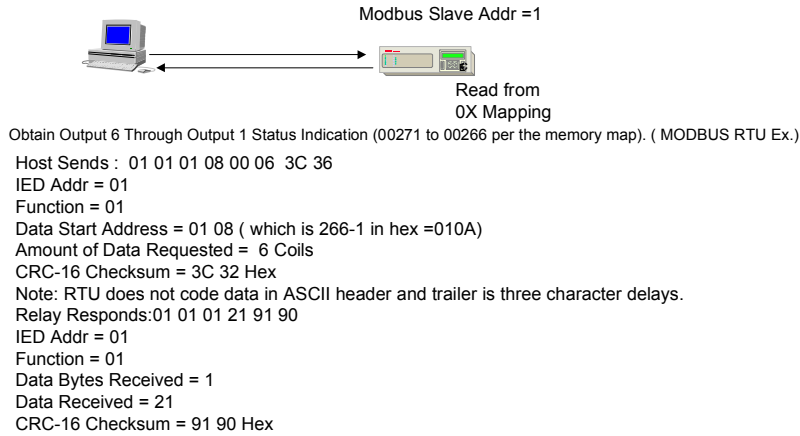 Modbus Slave Addr =1
Read from
0X Mapping
Obtain Output 6 Through Output 1 Status Indication (00271 to 00266 per the memory map). ( MODBUS RTU Ex.)
Host Sends : 01 01 01 08 00 06 3C 36
IED Addr = 01
Function = 01
Data Start Address = 01 08 ( which is 266-1 in hex =010A)
Amount of Data Requested = 6 Coils
CRC-16 Checksum = 3C 32 Hex
Note: RTU does not code data in ASCII header and trailer is three character delays.
Relay Responds:01 01 01 21 91 90
IED Addr = 01
Function = 01
Data Bytes Received = 1
Data Received = 21
CRC-16 Checksum = 91 90 Hex